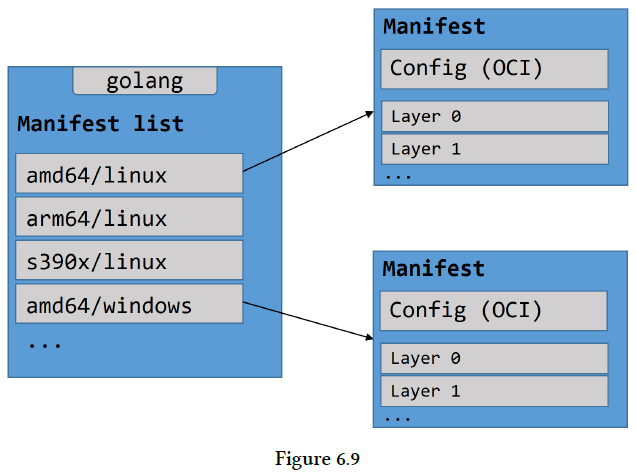 golang
Manifest list
amd64/linux
arm64/linux
s390x/linux
amd64/windows
...
Manifest
Config (OCI)
Layer 0
Layer 1
...
Manifest
Config (OCI)
Layer 0
Layer 1
...
Figure 6.9